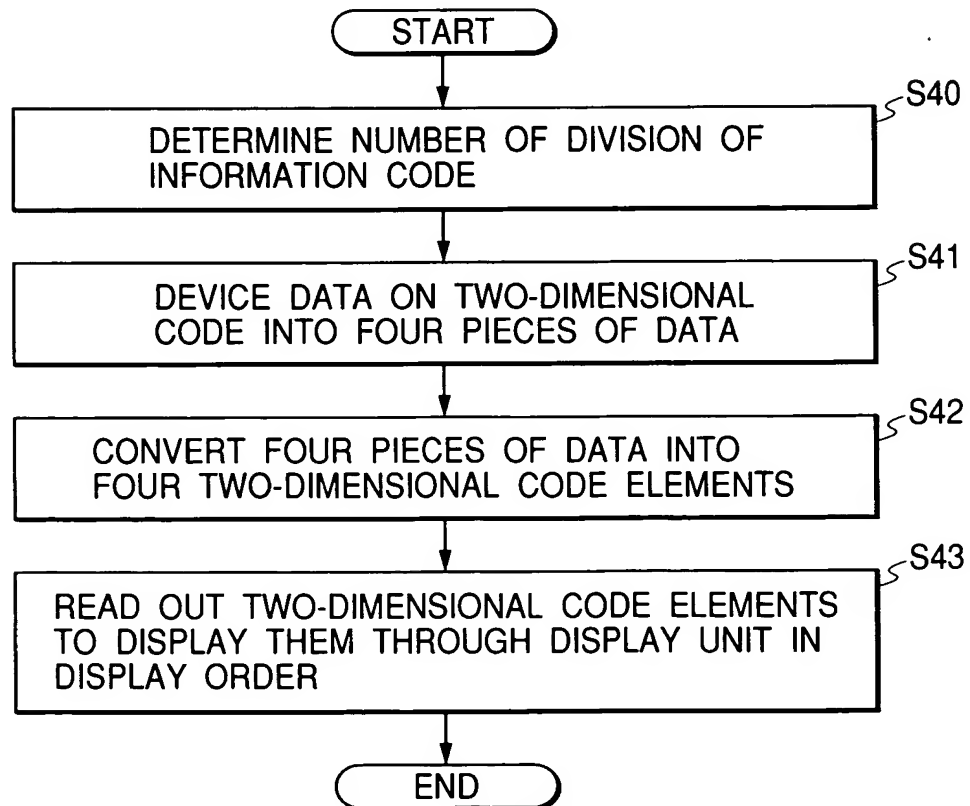 START
S40
DETERMINE NUMBER OF DIVISION OF
INFORMATION CODE
S41
DEVICE DATA ON TWO-DIMENSIONAL
CODE INTO FOUR PIECES OF DATA
S42
CONVERT FOUR PIECES OF DATA INTO
FOUR TWO-DIMENSIONAL CODE ELEMENTS
S43
READ OUT TWO-DIMENSIONAL CODE ELEMENTS
TO DISPLAY THEM THROUGH DISPLAY UNIT IN
DISPLAY ORDER
END